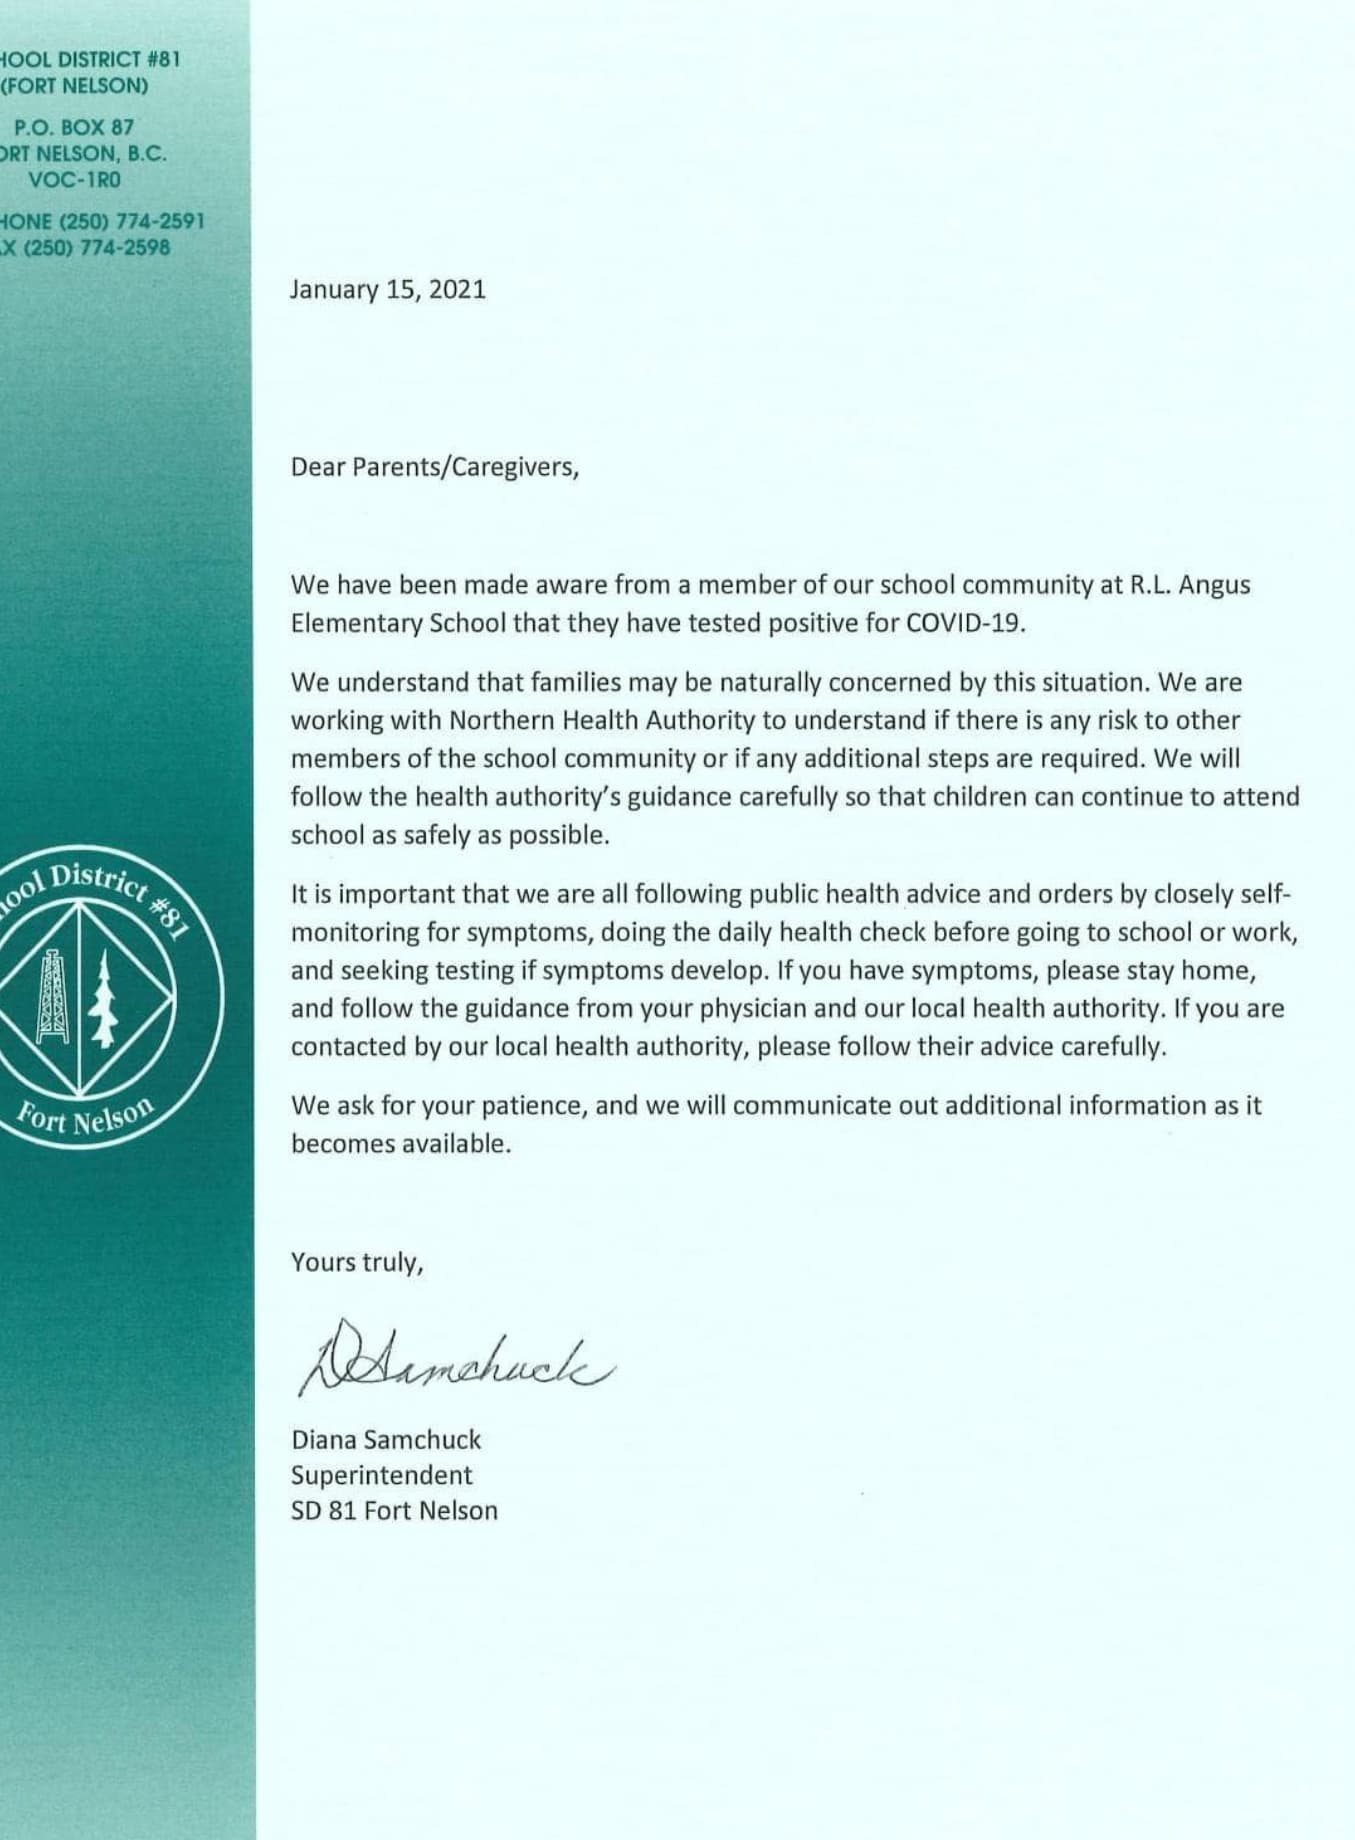 HOOL DISTRICT #81
(FORT NELSON)
P.O. BOX 87
ORT NELSON, B.C.
VOC-1R0
HONE (250) 774-2591
AX (250) 774-2598
January 15, 2021
Dear Parents/Caregivers,
We have been made aware from a member of our school community at R.L. Angus
Elementary School that they have tested positive for COVID-19.
We understand that families may be naturally concerned by this situation. We are
working with Northern Health Authority to understand if there is any risk to other
members of the school community or if any additional steps are required. We will
follow the health authority's guidance carefully so that children can continue to attend
school as safely as possible.
It is important that we are all following public health advice and orders by closely self-
monitoring for symptoms, doing the daily health check before going to school or work,
and seeking testing if symptoms develop. If you have symptoms, please stay home,
and follow the guidance from your physician and our local health authority. If you are
contacted by our local health authority, please follow their advice carefully.
We ask for your patience, and we will communicate out additional information as it
becomes available.
hool District #81
Fort Nelson
Yours truly,
DSamchuck
Diana Samchuck
Superintendent
SD 81 Fort Nelson